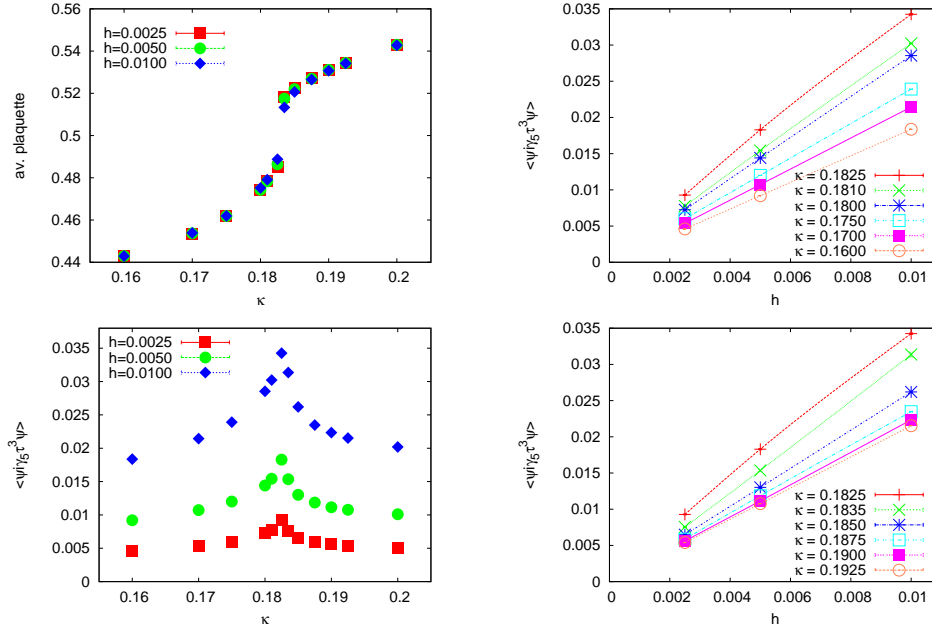 0.56
0.54
0.52
0.5
0.48
0.46
0.44
av. plaquette
h=0.0025
h=0.0050
h=0.0100
0.16
0.17
0.18
0.19
0.2
κ
0.035
0.03
0.025
0.02
0.015
0.01
0.005
0
<ψiγ₅τ³ψ>
κ = 0.1825
κ = 0.1810
κ = 0.1800
κ = 0.1750
κ = 0.1700
κ = 0.1600
0
0.002
0.004
0.006
0.008
0.01
h
0.035
0.03
0.025
0.02
0.015
0.01
0.005
0
<ψiγ₅τ³ψ>
h=0.0025
h=0.0050
h=0.0100
0.16
0.17
0.18
0.19
0.2
κ
0.035
0.03
0.025
0.02
0.015
0.01
0.005
0
<ψiγ₅τ³ψ>
κ = 0.1825
κ = 0.1835
κ = 0.1850
κ = 0.1875
κ = 0.1900
κ = 0.1925
0
0.002
0.004
0.006
0.008
0.01
h